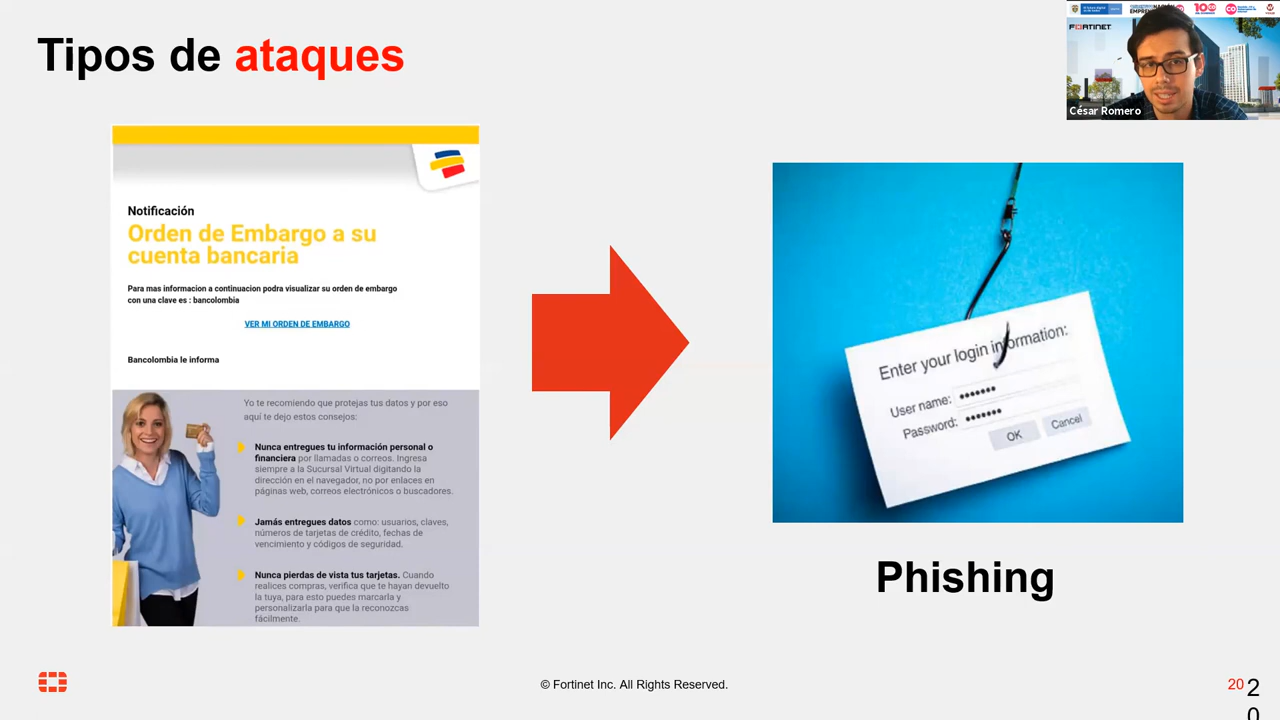 Tipos de ataques
FORTINET
César Romero
Notificación
Orden de Embargo a su
cuenta bancaria
Para mas informacion a continuacion podra visualizar su orden de embargo
con una clave es : bancolombia
VER MI ORDEN DE EMBARGO
Bancolombia le informa
Yo te recomiendo que protejas tus datos y por eso
aquí te dejo estos consejos:
Nunca entregues tu información personal o
financiera por llamadas o correos. Ingresa
siempre a la Sucursal Virtual digitando la
dirección en el navegador, no por enlaces en
páginas web, correos electrónicos o buscadores.
Jamás entregues datos como: usuarios, claves,
números de tarjetas de crédito, fechas de
vencimiento y códigos de seguridad.
Nunca pierdas de vista tus tarjetas. Cuando
realices compras, verifica que te hayan devuelto
la tuya, para esto puedes marcarla y
personalizarla para que la reconozcas
fácilmente.
Enter your login information:
User name:
Password:
OK
Cancel
Phishing
© Fortinet Inc. All Rights Reserved.
20
2
0